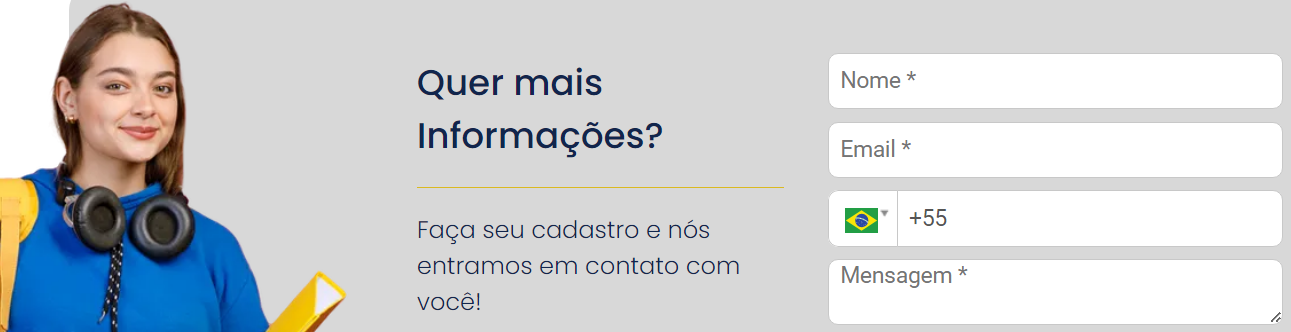 Quer mais
Informações?
Faça seu cadastro e nós
entramos em contato com
você!
Nome *
Email *
+55
Mensagem *